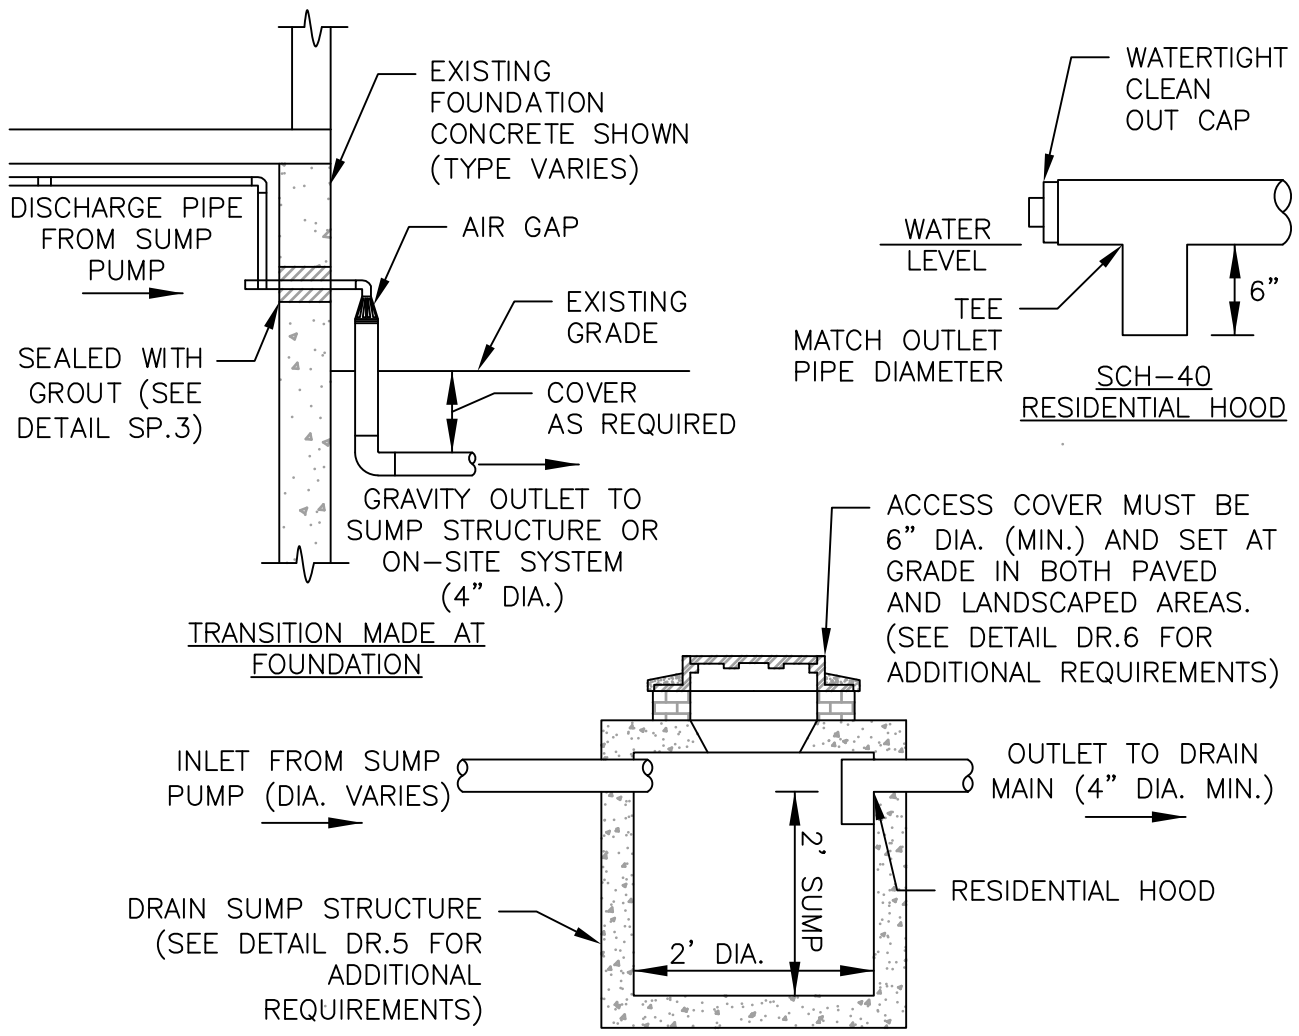 EXISTING
FOUNDATION
CONCRETE SHOWN
(TYPE VARIES)
DISCHARGE PIPE
FROM SUMP
PUMP
AIR GAP
EXISTING
GRADE
SEALED WITH
GROUT (SEE
DETAIL SP.3)
COVER
AS REQUIRED
GRAVITY OUTLET TO
SUMP STRUCTURE OR
ON-SITE SYSTEM
(4” DIA.)
TRANSITION MADE AT
FOUNDATION
WATERTIGHT
CLEAN
OUT CAP
WATER
LEVEL
6”
TEE
MATCH OUTLET
PIPE DIAMETER
SCH-40
RESIDENTIAL HOOD
ACCESS COVER MUST BE
6” DIA. (MIN.) AND SET AT
GRADE IN BOTH PAVED
AND LANDSCAPED AREAS.
(SEE DETAIL DR.6 FOR
ADDITIONAL REQUIREMENTS)
INLET FROM SUMP
PUMP (DIA. VARIES)
OUTLET TO DRAIN
MAIN (4” DIA. MIN.)
2’ SUMP
RESIDENTIAL HOOD
DRAIN SUMP STRUCTURE
(SEE DETAIL DR.5 FOR
ADDITIONAL
REQUIREMENTS)
2’ DIA.